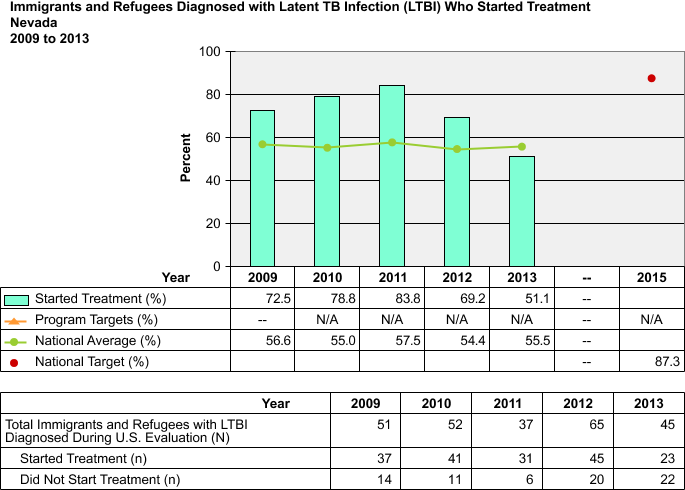 Immigrants and Refugees Diagnosed with Latent TB Infection (LTBI) Who Started Treatment
Nevada
2009 to 2013
100
80
60
40
20
0
Percent
Year 2009 2010 2011 2012 2013 -- 2015
Started Treatment (%) 72.5 78.8 83.8 69.2 51.1 --
Program Targets (%) -- N/A N/A N/A N/A -- N/A
National Average (%) 56.6 55.0 57.5 54.4 55.5 --
National Target (%) -- 87.3
Year 2009 2010 2011 2012 2013
Total Immigrants and Refugees with LTBI
Diagnosed During U.S. Evaluation (N) 51 52 37 65 45
Started Treatment (n) 37 41 31 45 23
Did Not Start Treatment (n) 14 11 6 20 22